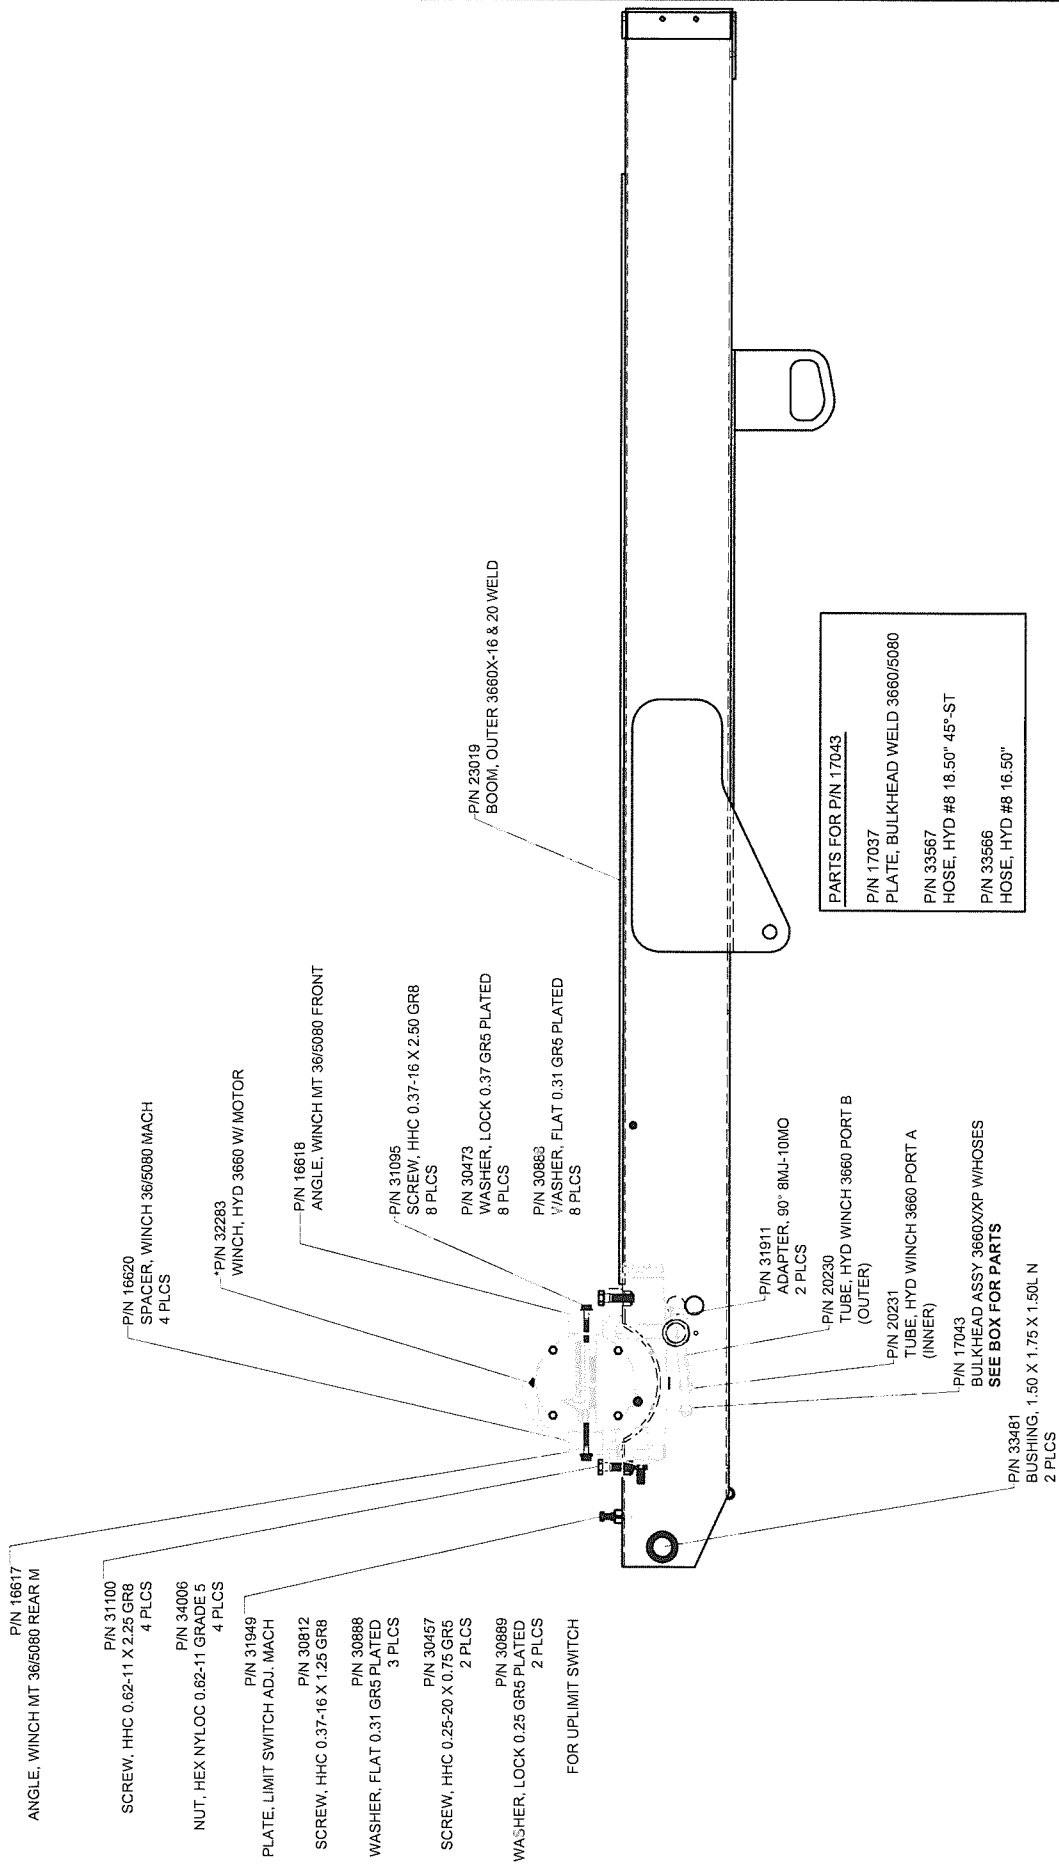 P/N 16617
ANGLE, WINCH MT 36/5080 REAR M
P/N 31100
SCREW, HHC 0.62-11 X 2.25 GR8
4 PLCS
P/N 34006
NUT, HEX NYLOC 0.62-11 GRADE 5
4 PLCS
P/N 31949
PLATE, LIMIT SWITCH ADJ. MACH
P/N 30812
SCREW, HHC 0.37-16 X 1.25 GR8
P/N 30888
WASHER, FLAT 0.31 GR5 PLATED
3 PLCS
P/N 30457
SCREW, HHC 0.25-20 X 0.75 GR5
2 PLCS
P/N 30889
WASHER, LOCK 0.25 GR5 PLATED
2 PLCS
FOR UPLIMIT SWITCH
P/N 16620
SPACER, WINCH 36/5080 MACH
4 PLCS
*P/N 32283
WINCH, HYD 3660 W/ MOTOR
P/N 16618
ANGLE, WINCH MT 36/5080 FRONT
P/N 31095
SCREW, HHC 0.37-16 X 2.50 GR8
8 PLCS
P/N 30473
WASHER, LOCK 0.37 GR5 PLATED
8 PLCS
P/N 30888
WASHER, FLAT 0.31 GR5 PLATED
8 PLCS
P/N 23019
BOOM, OUTER 3660X-16 & 20 WELD
P/N 31911
ADAPTER, 90° 8MJ-10MO
2 PLCS
P/N 20230
TUBE, HYD WINCH 3660 PORT B
(OUTER)
P/N 20231
TUBE, HYD WINCH 3660 PORT A
(INNER)
P/N 17043
BULKHEAD ASSY 3660X/XP W/HOSES
SEE BOX FOR PARTS
P/N 33481
BUSHING, 1.50 X 1.75 X 1.50L N
2 PLCS
PARTS FOR P/N 17043
P/N 17037
PLATE, BULKHEAD WELD 3660/5080
P/N 33567
HOSE, HYD #8 18.50" 45°-ST
P/N 33566
HOSE, HYD #8 16.50"